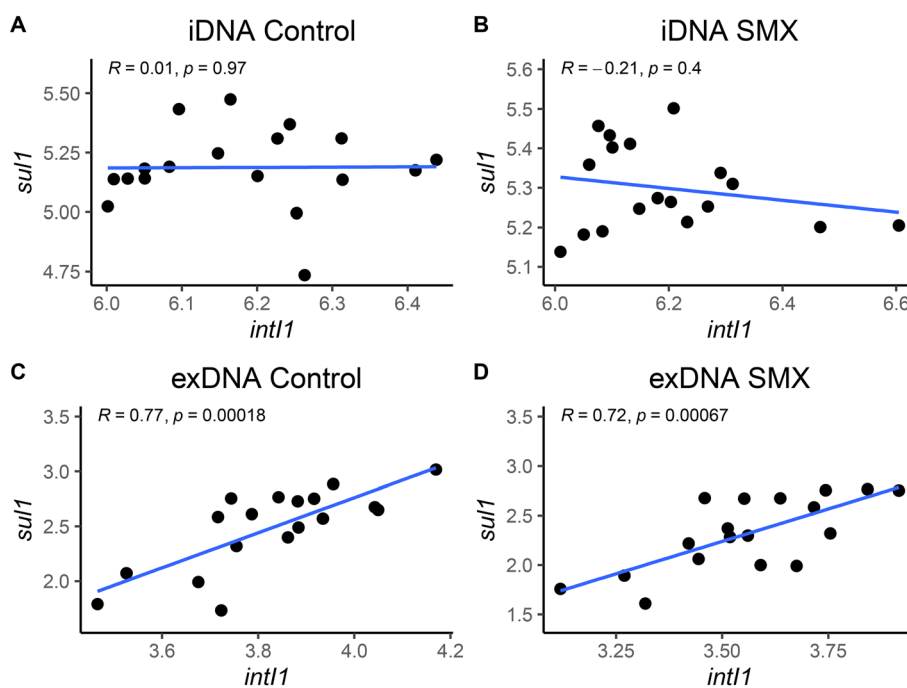 A
iDNA Control
R = 0.01, p = 0.97
5.50
5.25
5.00
4.75
sul1
6.0 6.1 6.2 6.3 6.4
intI1
B
iDNA SMX
R = −0.21, p = 0.4
5.6
5.5
5.4
5.3
5.2
5.1
sul1
6.0 6.2 6.4 6.6
intI1
C
exDNA Control
R = 0.77, p = 0.00018
3.5
3.0
2.5
2.0
sul1
3.6 3.8 4.0 4.2
intI1
D
exDNA SMX
R = 0.72, p = 0.00067
3.5
3.0
2.5
2.0
1.5
sul1
3.25 3.50 3.75
intI1